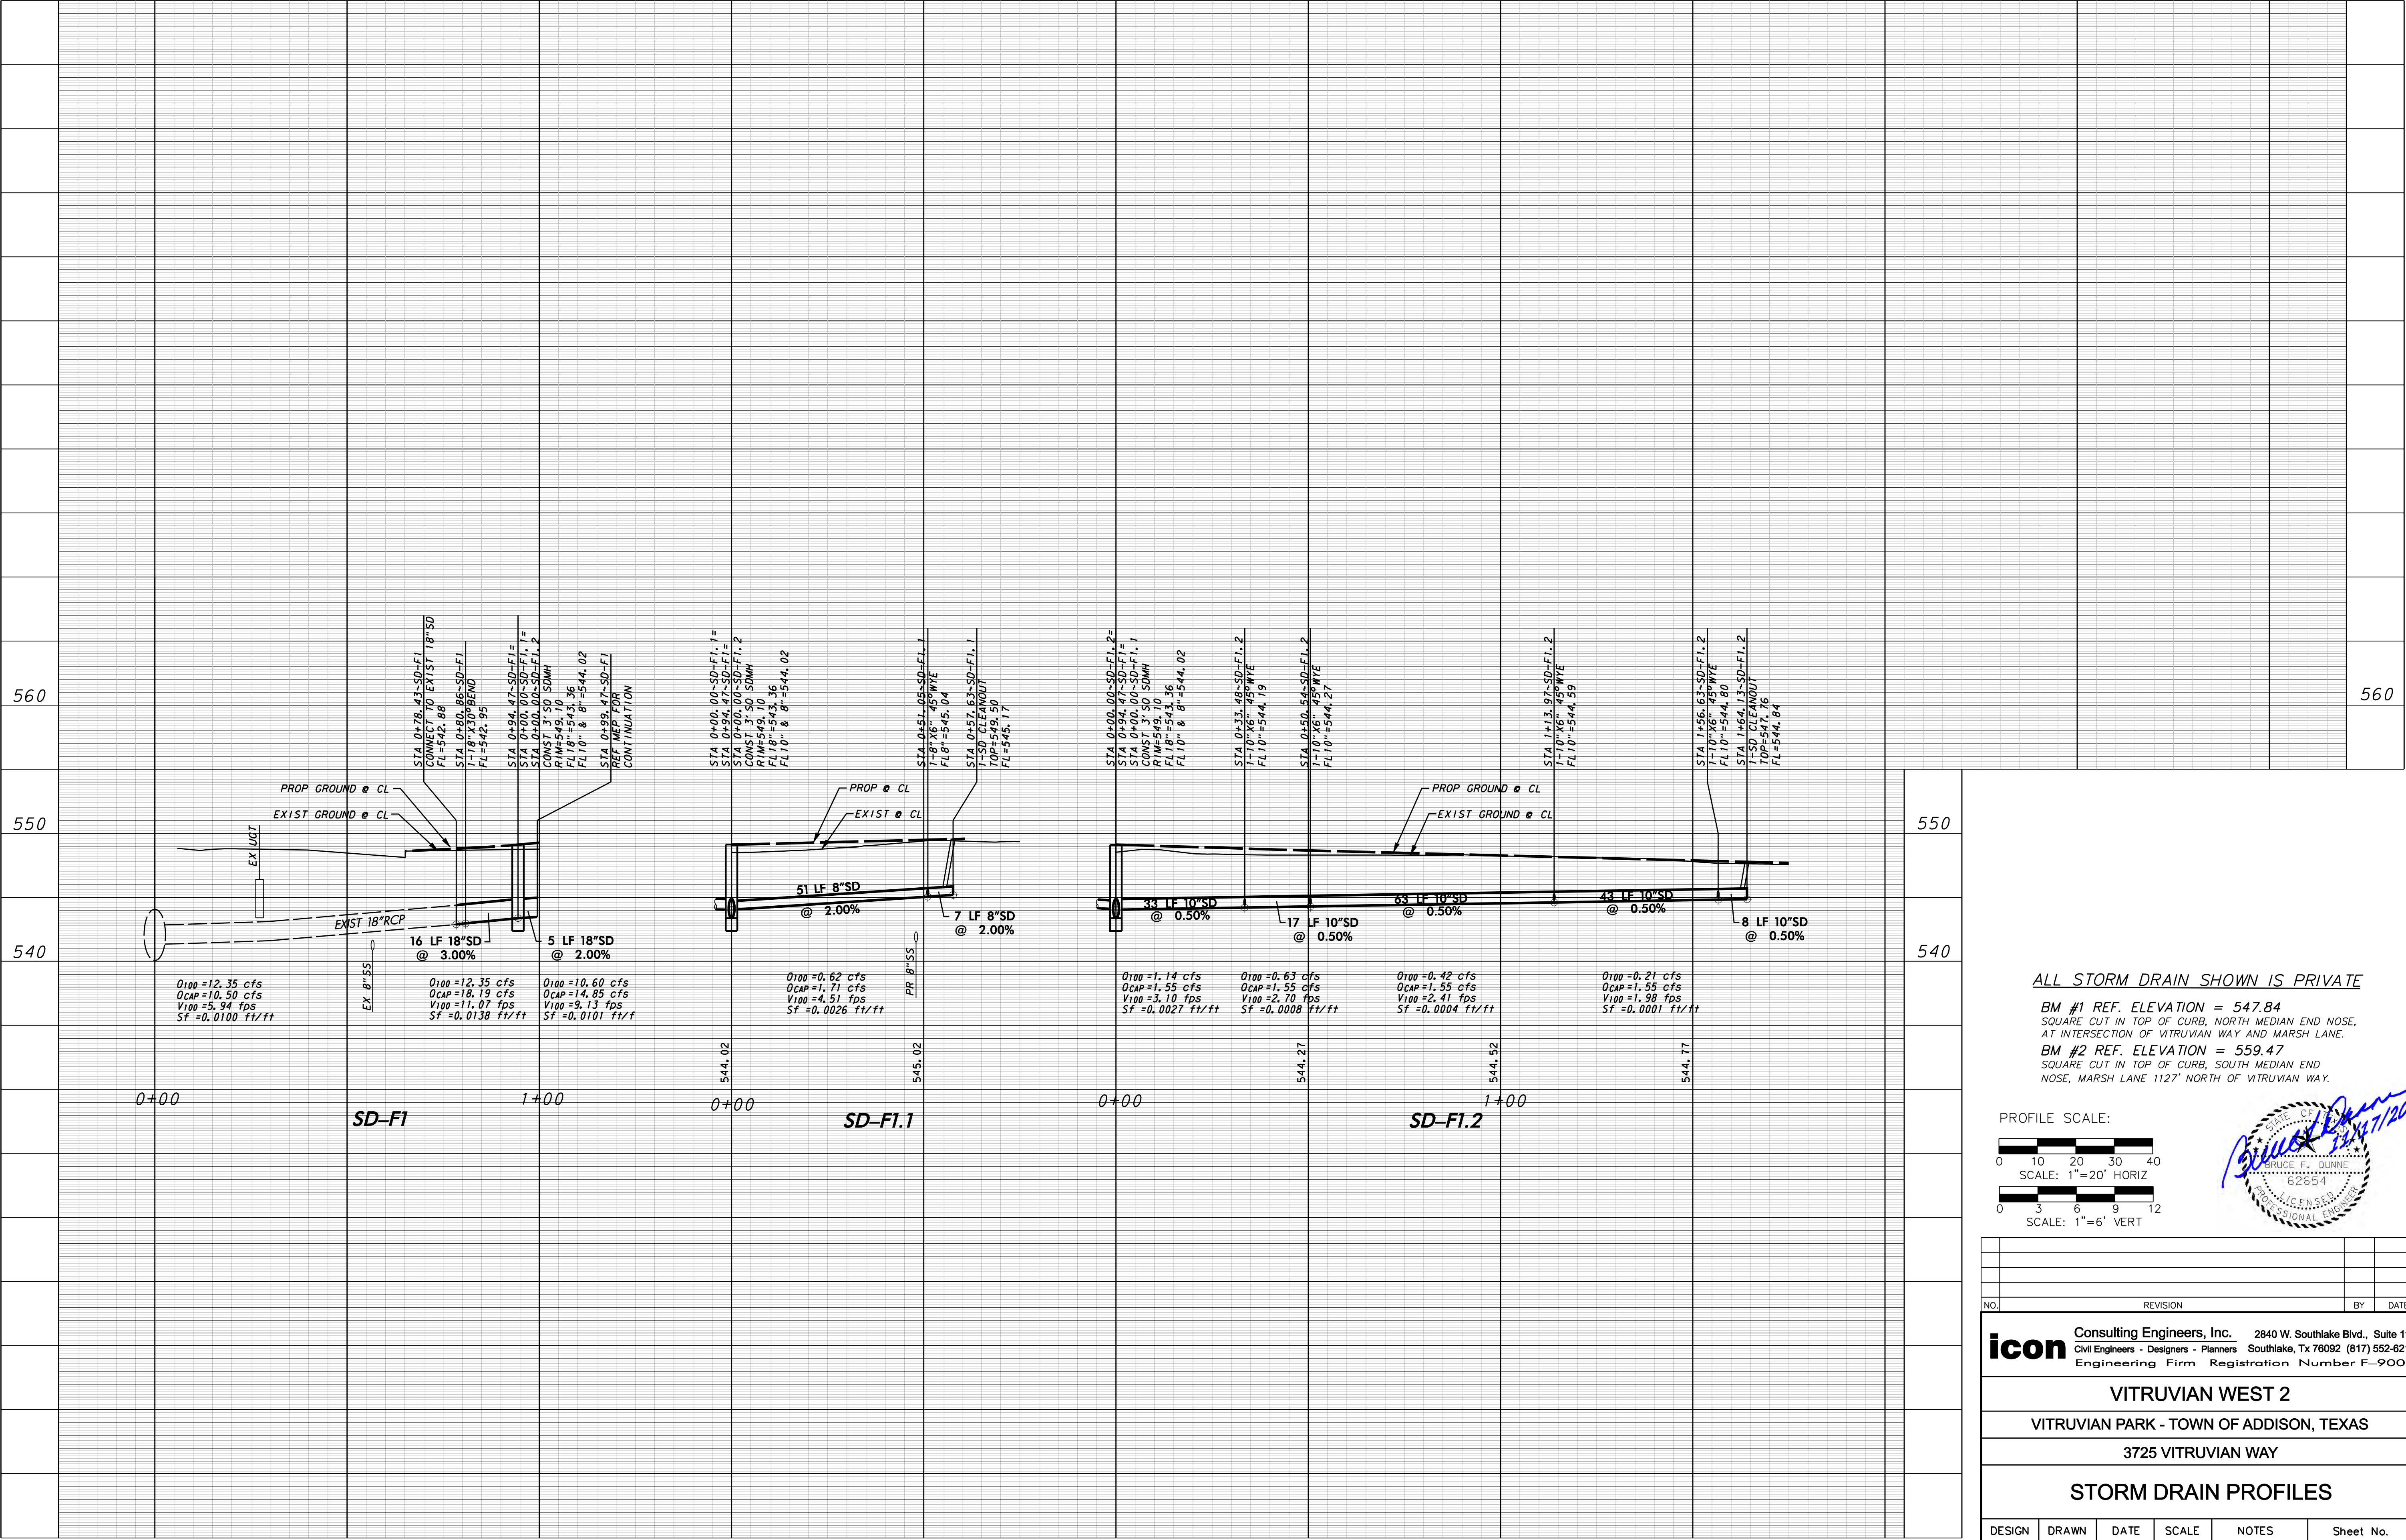 560
550
540
560
550
540
STA 0+78.43~SD-F1
CONNECT TO EXIST 18"SD
FL=542.88
STA 0+80.86~SD-F1
1-18"X30°BEND
FL=542.95
STA 0+94.47~SD-F1=
STA 0+00.00~SD-F1.1=
STA 0+00.00~SD-F1.2
CONST 3' SQ SDMH
RIM=549.10
FL18"=543.36
FL10" & 8"=544.02
STA 0+99.47~SD-F1
REF MEP FOR
CONTINUATION
PROP GROUND @ CL
EXIST GROUND @ CL
EX UGT
EXIST 18"RCP
EX 8"SS
16 LF 18"SD
@ 3.00%
5 LF 18"SD
@ 2.00%
Q100 =12.35 cfs
QCAP =10.50 cfs
V100 =5.94 fps
Sf =0.0100 ft/ft
Q100 =12.35 cfs
QCAP =18.19 cfs
V100 =11.07 fps
Sf =0.0138 ft/ft
Q100 =10.60 cfs
QCAP =14.85 cfs
V100 =9.13 fps
Sf =0.0101 ft/f
0+00
1+00
SD-F1
STA 0+00.00~SD-F1.1=
STA 0+94.47~SD-F1=
STA 0+00.00~SD-F1.2
CONST 3' SQ SDMH
RIM=549.10
FL18"=543.36
FL10" & 8"=544.02
STA 0+51.05~SD-F1.1
1-8"X6" 45°WYE
FL8"=545.04
STA 0+57.63~SD-F1.1
1-SD CLEANOUT
TOP=549.50
FL=545.17
PROP @ CL
EXIST @ CL
51 LF 8"SD
@ 2.00%
7 LF 8"SD
@ 2.00%
PR 8"SS
Q100 =0.62 cfs
QCAP =1.71 cfs
V100 =4.51 fps
Sf =0.0026 ft/ft
544.02
545.02
0+00
SD-F1.1
STA 0+00.00~SD-F1.2=
STA 0+94.47~SD-F1=
STA 0+00.00~SD-F1.1
CONST 3' SQ SDMH
RIM=549.10
FL18"=543.36
FL10" & 8"=544.02
STA 0+33.48~SD-F1.2
1-10"X6" 45°WYE
FL10"=544.19
STA 0+50.54~SD-F1.2
1-10"X6" 45°WYE
FL10"=544.27
STA 1+13.97~SD-F1.2
1-10"X6" 45°WYE
FL10"=544.59
STA 1+56.63~SD-F1.2
1-10"X6" 45°WYE
FL10"=544.80
STA 1+64.13~SD-F1.2
1-SD CLEANOUT
TOP=547.76
FL=544.84
PROP GROUND @ CL
EXIST GROUND @ CL
33 LF 10"SD
@ 0.50%
17 LF 10"SD
@ 0.50%
63 LF 10"SD
@ 0.50%
43 LF 10"SD
@ 0.50%
8 LF 10"SD
@ 0.50%
Q100 =1.14 cfs
QCAP =1.55 cfs
V100 =3.10 fps
Sf =0.0027 ft/ft
Q100 =0.63 cfs
QCAP =1.55 cfs
V100 =2.70 fps
Sf =0.0008 ft/ft
Q100 =0.42 cfs
QCAP =1.55 cfs
V100 =2.41 fps
Sf =0.0004 ft/ft
Q100 =0.21 cfs
QCAP =1.55 cfs
V100 =1.98 fps
Sf =0.0001 ft/ft
544.27
544.52
544.77
0+00
1+00
SD-F1.2
ALL STORM DRAIN SHOWN IS PRIVATE
BM #1 REF. ELEVATION = 547.84
SQUARE CUT IN TOP OF CURB, NORTH MEDIAN END NOSE,
AT INTERSECTION OF VITRUVIAN WAY AND MARSH LANE.
BM #2 REF. ELEVATION = 559.47
SQUARE CUT IN TOP OF CURB, SOUTH MEDIAN END
NOSE, MARSH LANE 1127' NORTH OF VITRUVIAN WAY.
PROFILE SCALE:
0 10 20 30 40
SCALE: 1"=20' HORIZ
0 3 6 9 12
SCALE: 1"=6' VERT
STATE OF
BRUCE F. DUNNE
62654
LICENSED
PROFESSIONAL ENGINEER
Bruce F. Dunne
11/17/20
NO. REVISION BY DATE
icon Consulting Engineers, Inc. 2840 W. Southlake Blvd., Suite 1
Civil Engineers - Designers - Planners Southlake, Tx 76092 (817) 552-62
Engineering Firm Registration Number F-900
VITRUVIAN WEST 2
VITRUVIAN PARK - TOWN OF ADDISON, TEXAS
3725 VITRUVIAN WAY
STORM DRAIN PROFILES
DESIGN DRAWN DATE SCALE NOTES Sheet No.